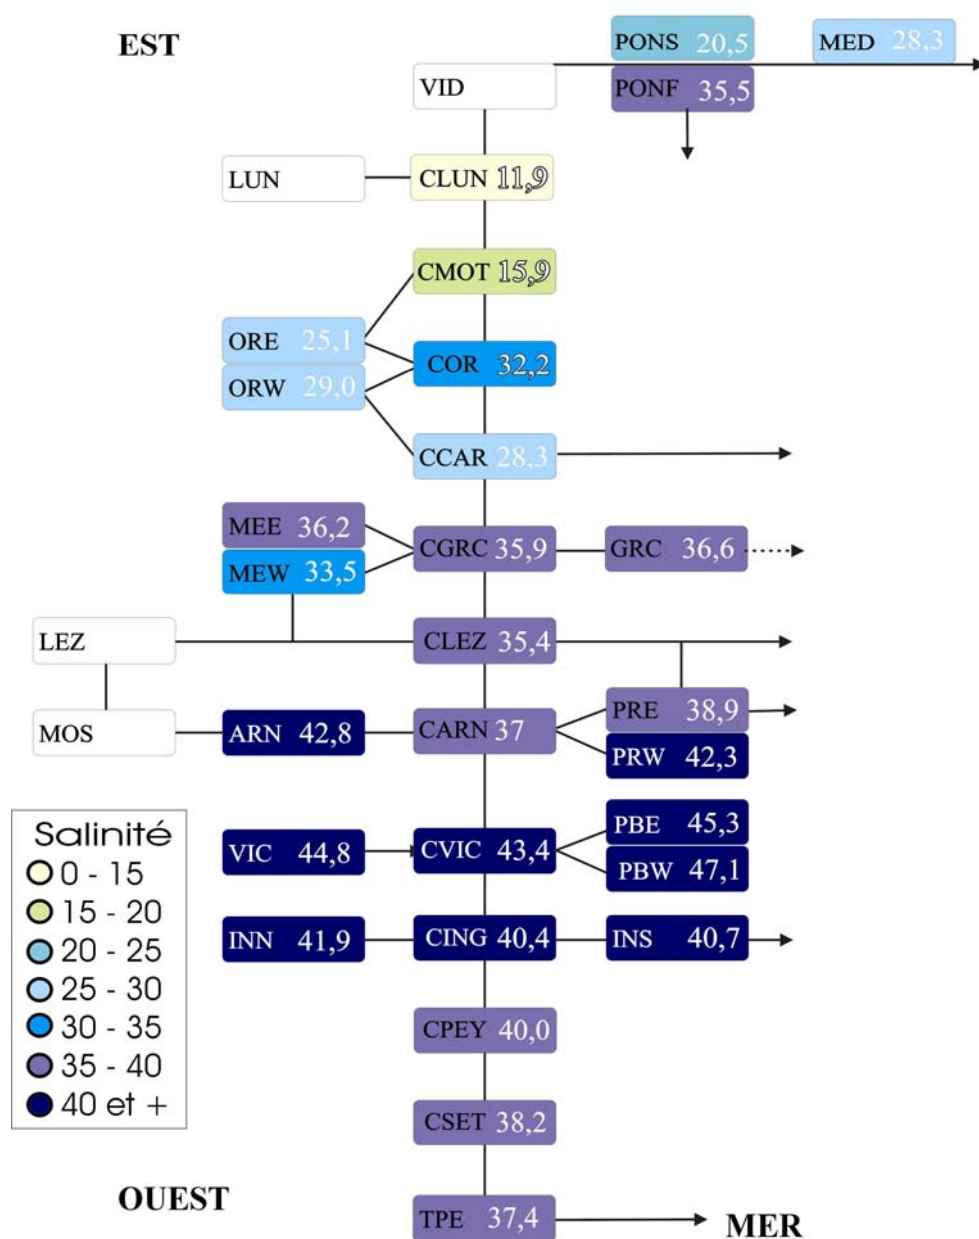 EST
PONS 20,5
MED 28,3
VID
PONF 35,5
LUN
CLUN 11,9
CMOT 15,9
ORE 25,1
COR 32,2
ORW 29,0
CCAR 28,3
MEE 36,2
CGRC 35,9
GRC 36,6
MEW 33,5
LEZ
CLEZ 35,4
PRE 38,9
MOS
ARN 42,8
CARN 37
PRW 42,3
PBE 45,3
VIC 44,8
CVIC 43,4
PBW 47,1
INN 41,9
CING 40,4
INS 40,7
CPEY 40,0
CSET 38,2
TPE 37,4
Salinité
0 - 15
15 - 20
20 - 25
25 - 30
30 - 35
35 - 40
40 et +
OUEST
MER